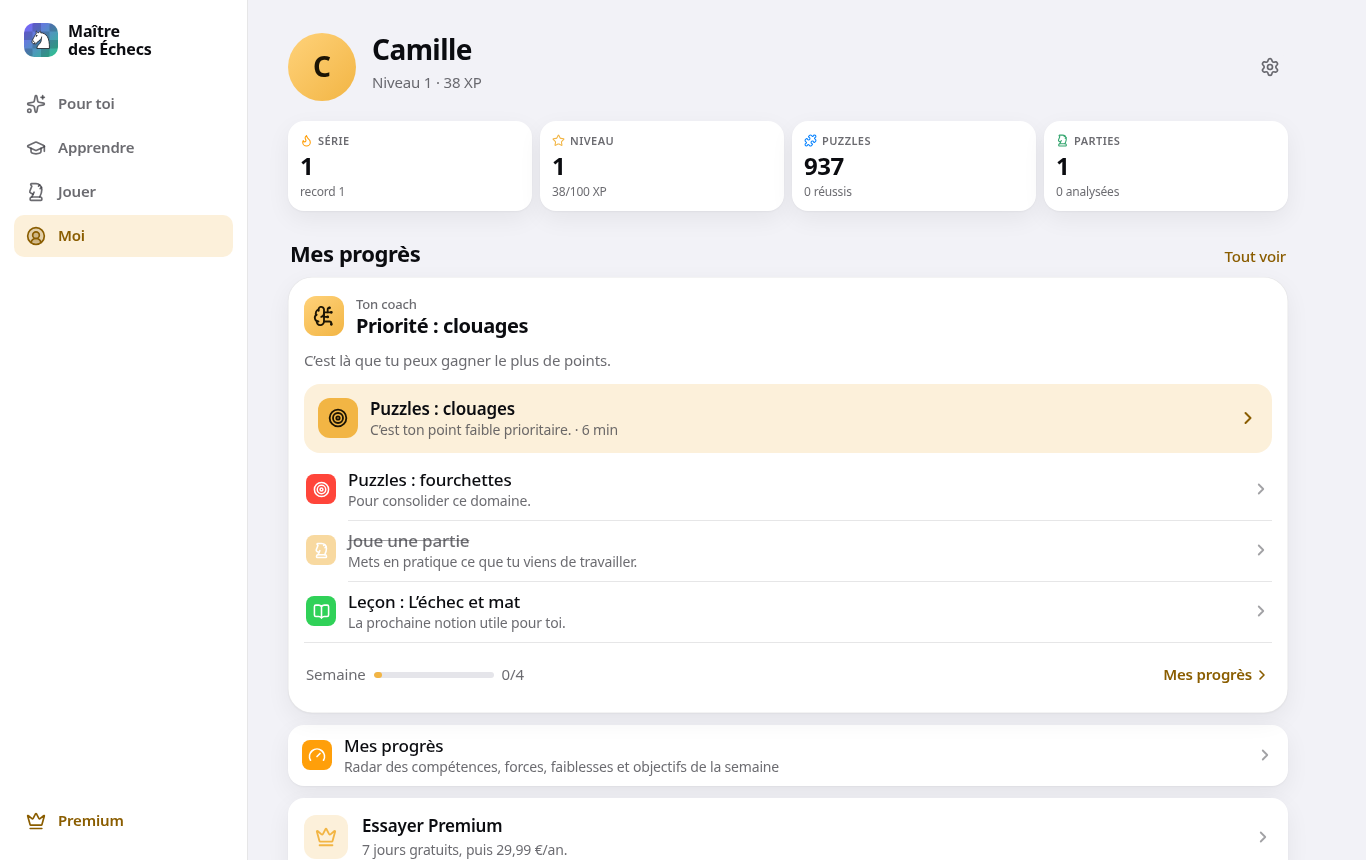 Maître
des Échecs
Pour toi
Apprendre
Jouer
Moi
Premium
C
Camille
Niveau 1 · 38 XP
SÉRIE
1
record 1
NIVEAU
1
38/100 XP
PUZZLES
937
0 réussis
PARTIES
1
0 analysées
Mes progrès
Tout voir
Ton coach
Priorité : clouages
C’est là que tu peux gagner le plus de points.
Puzzles : clouages
C’est ton point faible prioritaire. · 6 min
Puzzles : fourchettes
Pour consolider ce domaine.
Joue une partie
Mets en pratique ce que tu viens de travailler.
Leçon : L’échec et mat
La prochaine notion utile pour toi.
Semaine 0/4
Mes progrès
Mes progrès
Radar des compétences, forces, faiblesses et objectifs de la semaine
Essayer Premium
7 jours gratuits, puis 29,99 €/an.